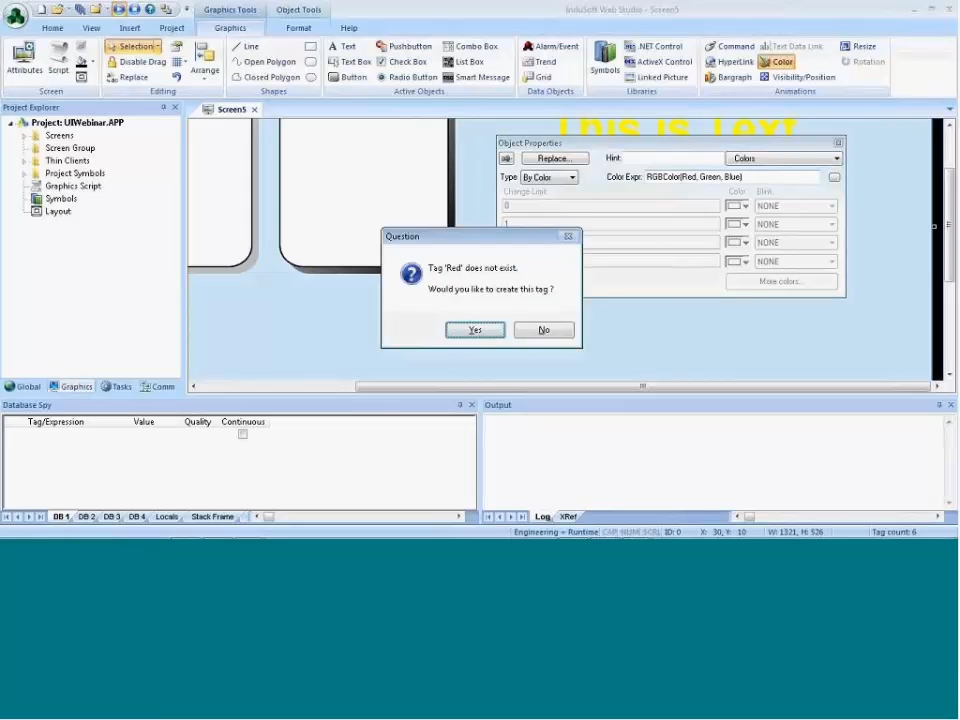 Graphics Tools Object Tools InduSoft Web Studio - Screen5
Home View Insert Project Graphics Format Help
Attributes Script
Screen
Selection
Disable Drag
Replace
Arrange
Editing
Line
Open Polygon
Closed Polygon
Shapes
Text Pushbutton Combo Box
Text Box Check Box List Box
Button Radio Button Smart Message
Active Objects
Alarm/Event
Trend
Grid
Data Objects
Symbols
.NET Control
ActiveX Control
Linked Picture
Libraries
Command Text Data Link Resize
HyperLink Color Rotation
Bargraph Visibility/Position
Animations
Project Explorer
Project: UIWebinar.APP
Screens
Screen Group
Thin Clients
Project Symbols
Graphics Script
Symbols
Layout
Global Graphics Tasks Comm
Screen5
This is Text
Object Properties
Replace... Hint: Colors
Type By Color Color Expr: RGBColor(Red, Green, Blue)
Change Limit Color Blink
0 NONE
1 NONE
NONE
NONE
More colors...
Question
Tag 'Red' does not exist.
Would you like to create this tag ?
Yes No
Database Spy
Tag/Expression Value Quality Continuous
DB 1 DB 2 DB 3 DB 4 Locals Stack Frame
Output
Log XRef
Engineering + Runtime CAP NUM SCRL ID: 0 X: 30, Y: 10 W: 1321, H: 526 Tag count: 6